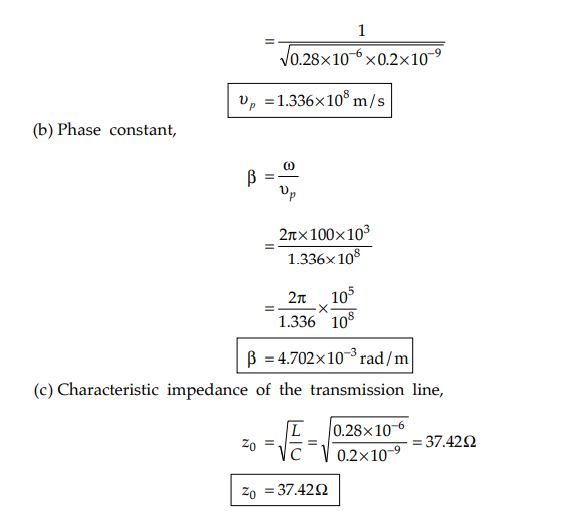 = 1 / √(0.28×10⁻⁶ ×0.2×10⁻⁹)
υₚ =1.336×10⁸ m/s
(b) Phase constant,
β = ω / υₚ
= 2π×100×10³ / 1.336×10⁸
= 2π / 1.336 × 10⁵ / 10⁸
β =4.702×10⁻³ rad/m
(c) Characteristic impedance of the transmission line,
z₀ = √(L / C) = √(0.28×10⁻⁶ / 0.2×10⁻⁹) =37.42Ω
z₀ =37.42Ω